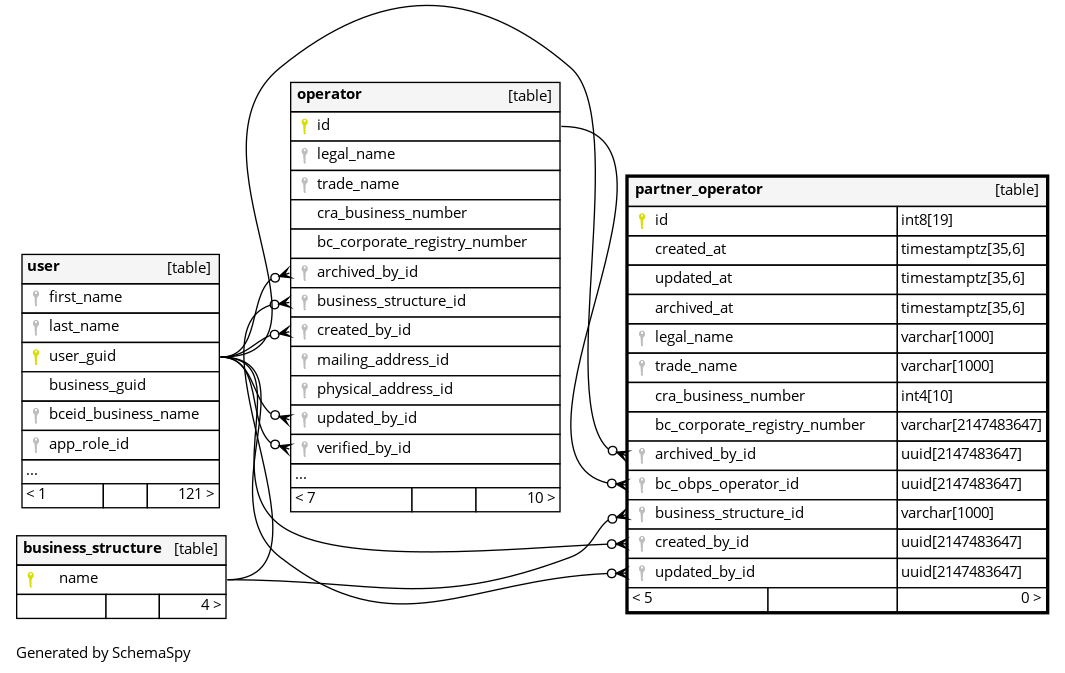 operator [table]
id
legal_name
trade_name
cra_business_number
bc_corporate_registry_number
archived_by_id
business_structure_id
created_by_id
mailing_address_id
physical_address_id
updated_by_id
verified_by_id
...
< 7 10 >
partner_operator [table]
id int8[19]
created_at timestamptz[35,6]
updated_at timestamptz[35,6]
archived_at timestamptz[35,6]
legal_name varchar[1000]
trade_name varchar[1000]
cra_business_number int4[10]
bc_corporate_registry_number varchar[2147483647]
archived_by_id uuid[2147483647]
bc_obps_operator_id uuid[2147483647]
business_structure_id varchar[1000]
created_by_id uuid[2147483647]
updated_by_id uuid[2147483647]
< 5 0 >
user [table]
first_name
last_name
user_guid
business_guid
bceid_business_name
app_role_id
...
< 1 121 >
business_structure [table]
name
4 >
Generated by SchemaSpy